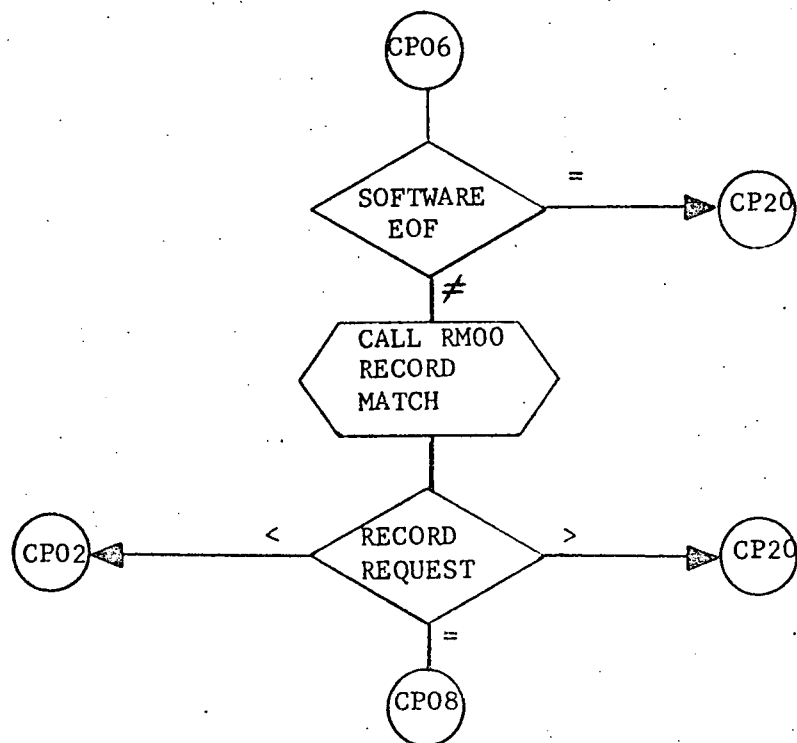 CP06
SOFTWARE
EOF
=
CP20
≠
CALL RM00
RECORD
MATCH
<
RECORD
REQUEST
>
CP02
CP20
=
CP08